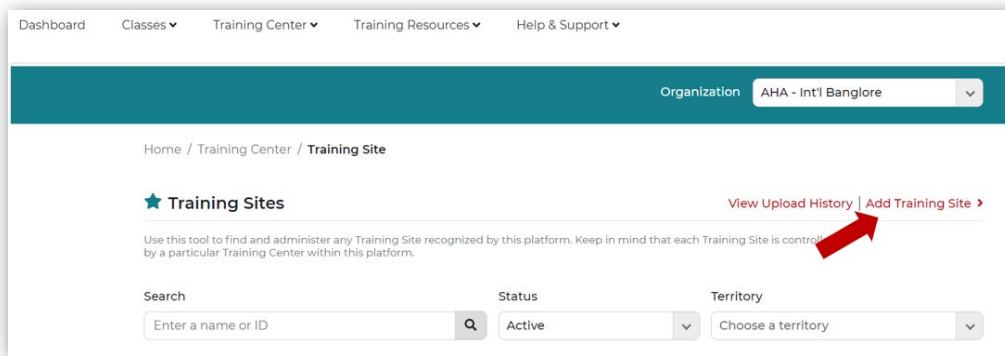 Dashboard Classes Training Center Training Resources Help & Support
Organization AHA - Int'l Banglore
Home / Training Center / Training Site
Training Sites View Upload History | Add Training Site >
Use this tool to find and administer any Training Site recognized by this platform. Keep in mind that each Training Site is
by a particular Training Center within this platform.
Search Status Territory
Enter a name or ID Active Choose a territory